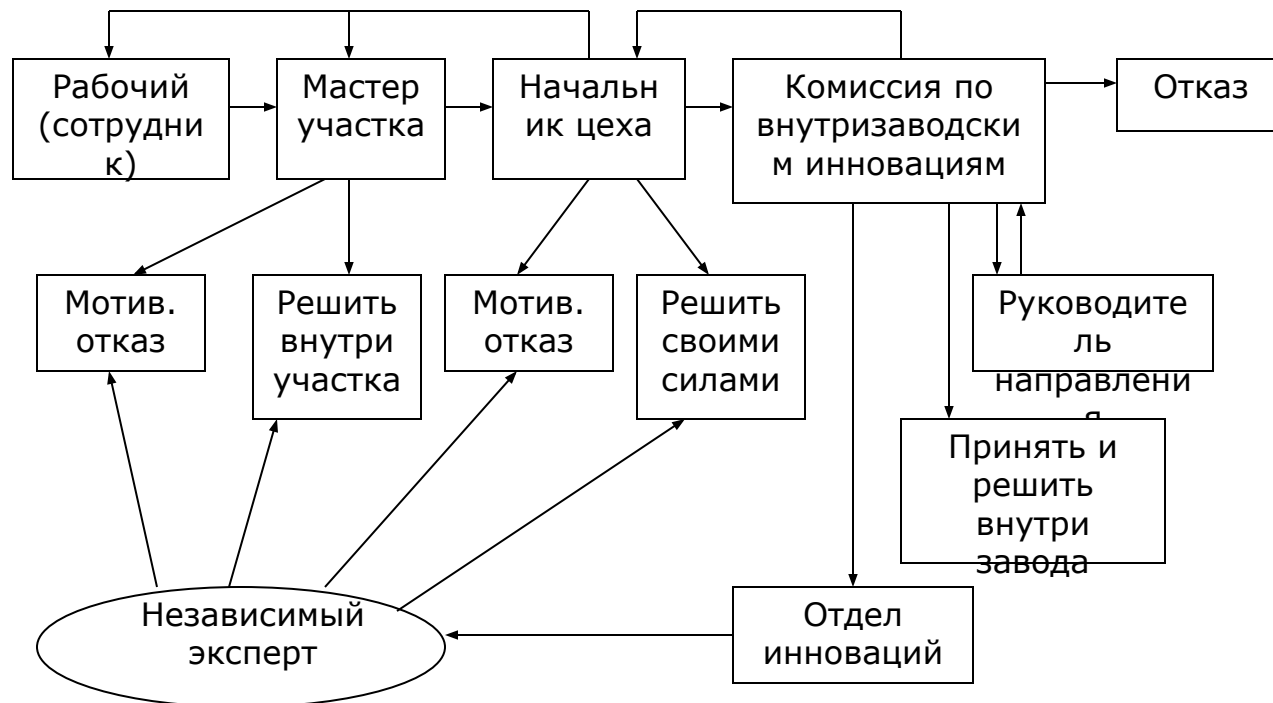 Рабочий
(сотрудни
к)
Мастер
участка
Начальн
ик цеха
Комиссия по
внутризаводски
м инновациям
Отказ
Мотив.
отказ
Решить
внутри
участка
Мотив.
отказ
Решить
своими
силами
Руководите
ль
направлени
я
Принять и
решить
внутри
завода
Независимый
эксперт
Отдел
инноваций